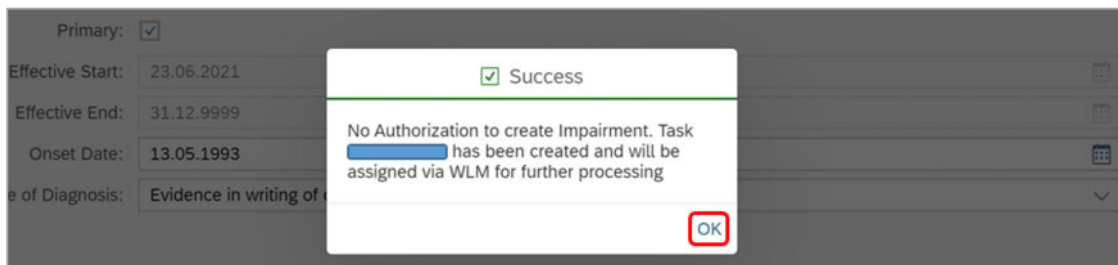 Primary:
Effective Start: 23.06.2021
Effective End: 31.12.9999
Onset Date: 13.05.1993
e of Diagnosis: Evidence in writing of
Success
No Authorization to create Impairment. Task
has been created and will be
assigned via WLM for further processing
OK